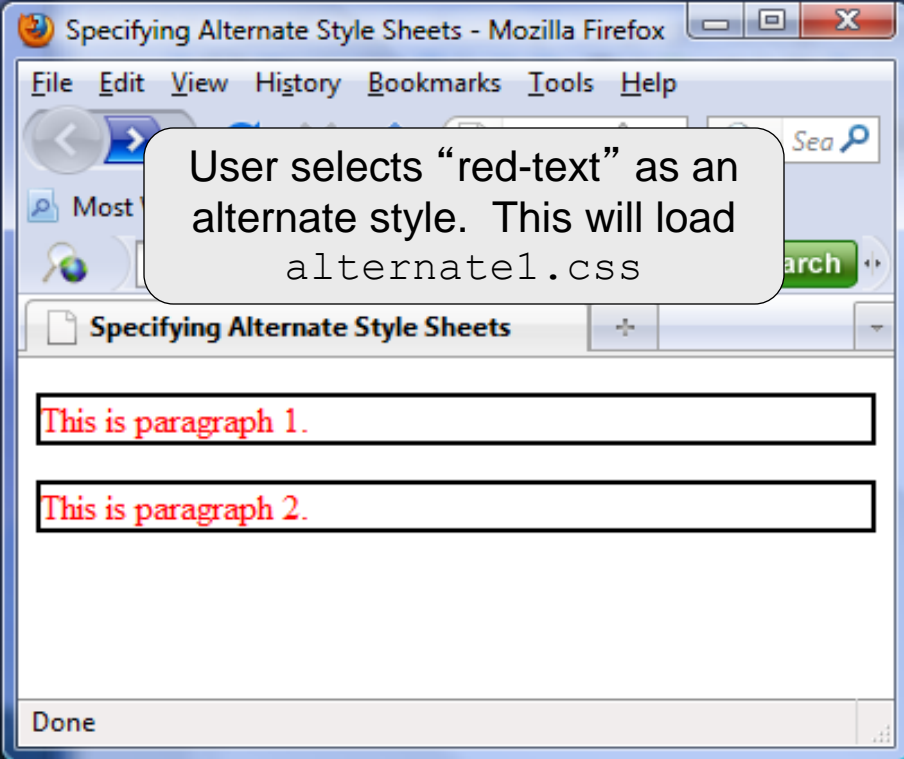 Specifying Alternate Style Sheets - Mozilla Firefox
File Edit View History Bookmarks Tools Help
Sea
User selects “red-text” as an
alternate style. This will load
alternate1.css
Most
arch
Specifying Alternate Style Sheets
This is paragraph 1.
This is paragraph 2.
Done